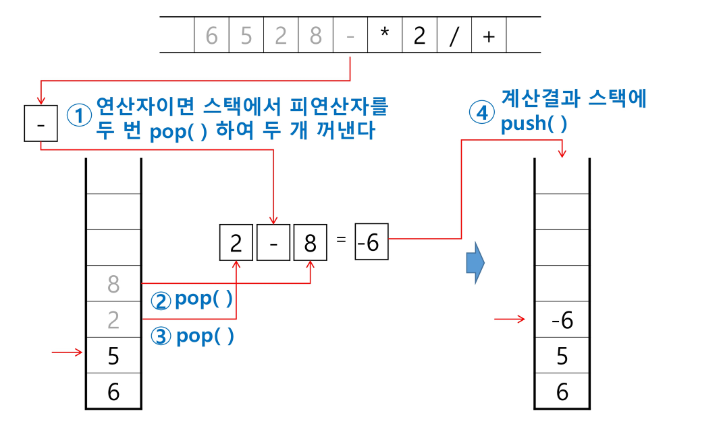 6 5 2 8 - * 2 / +
① 연산자이면 스택에서 피연산자를
두 번 pop( ) 하여 두 개 꺼낸다
-
④ 계산결과 스택에
push( )
2 - 8 = -6
8
② pop( )
2
③ pop( )
5
6
-6
5
6